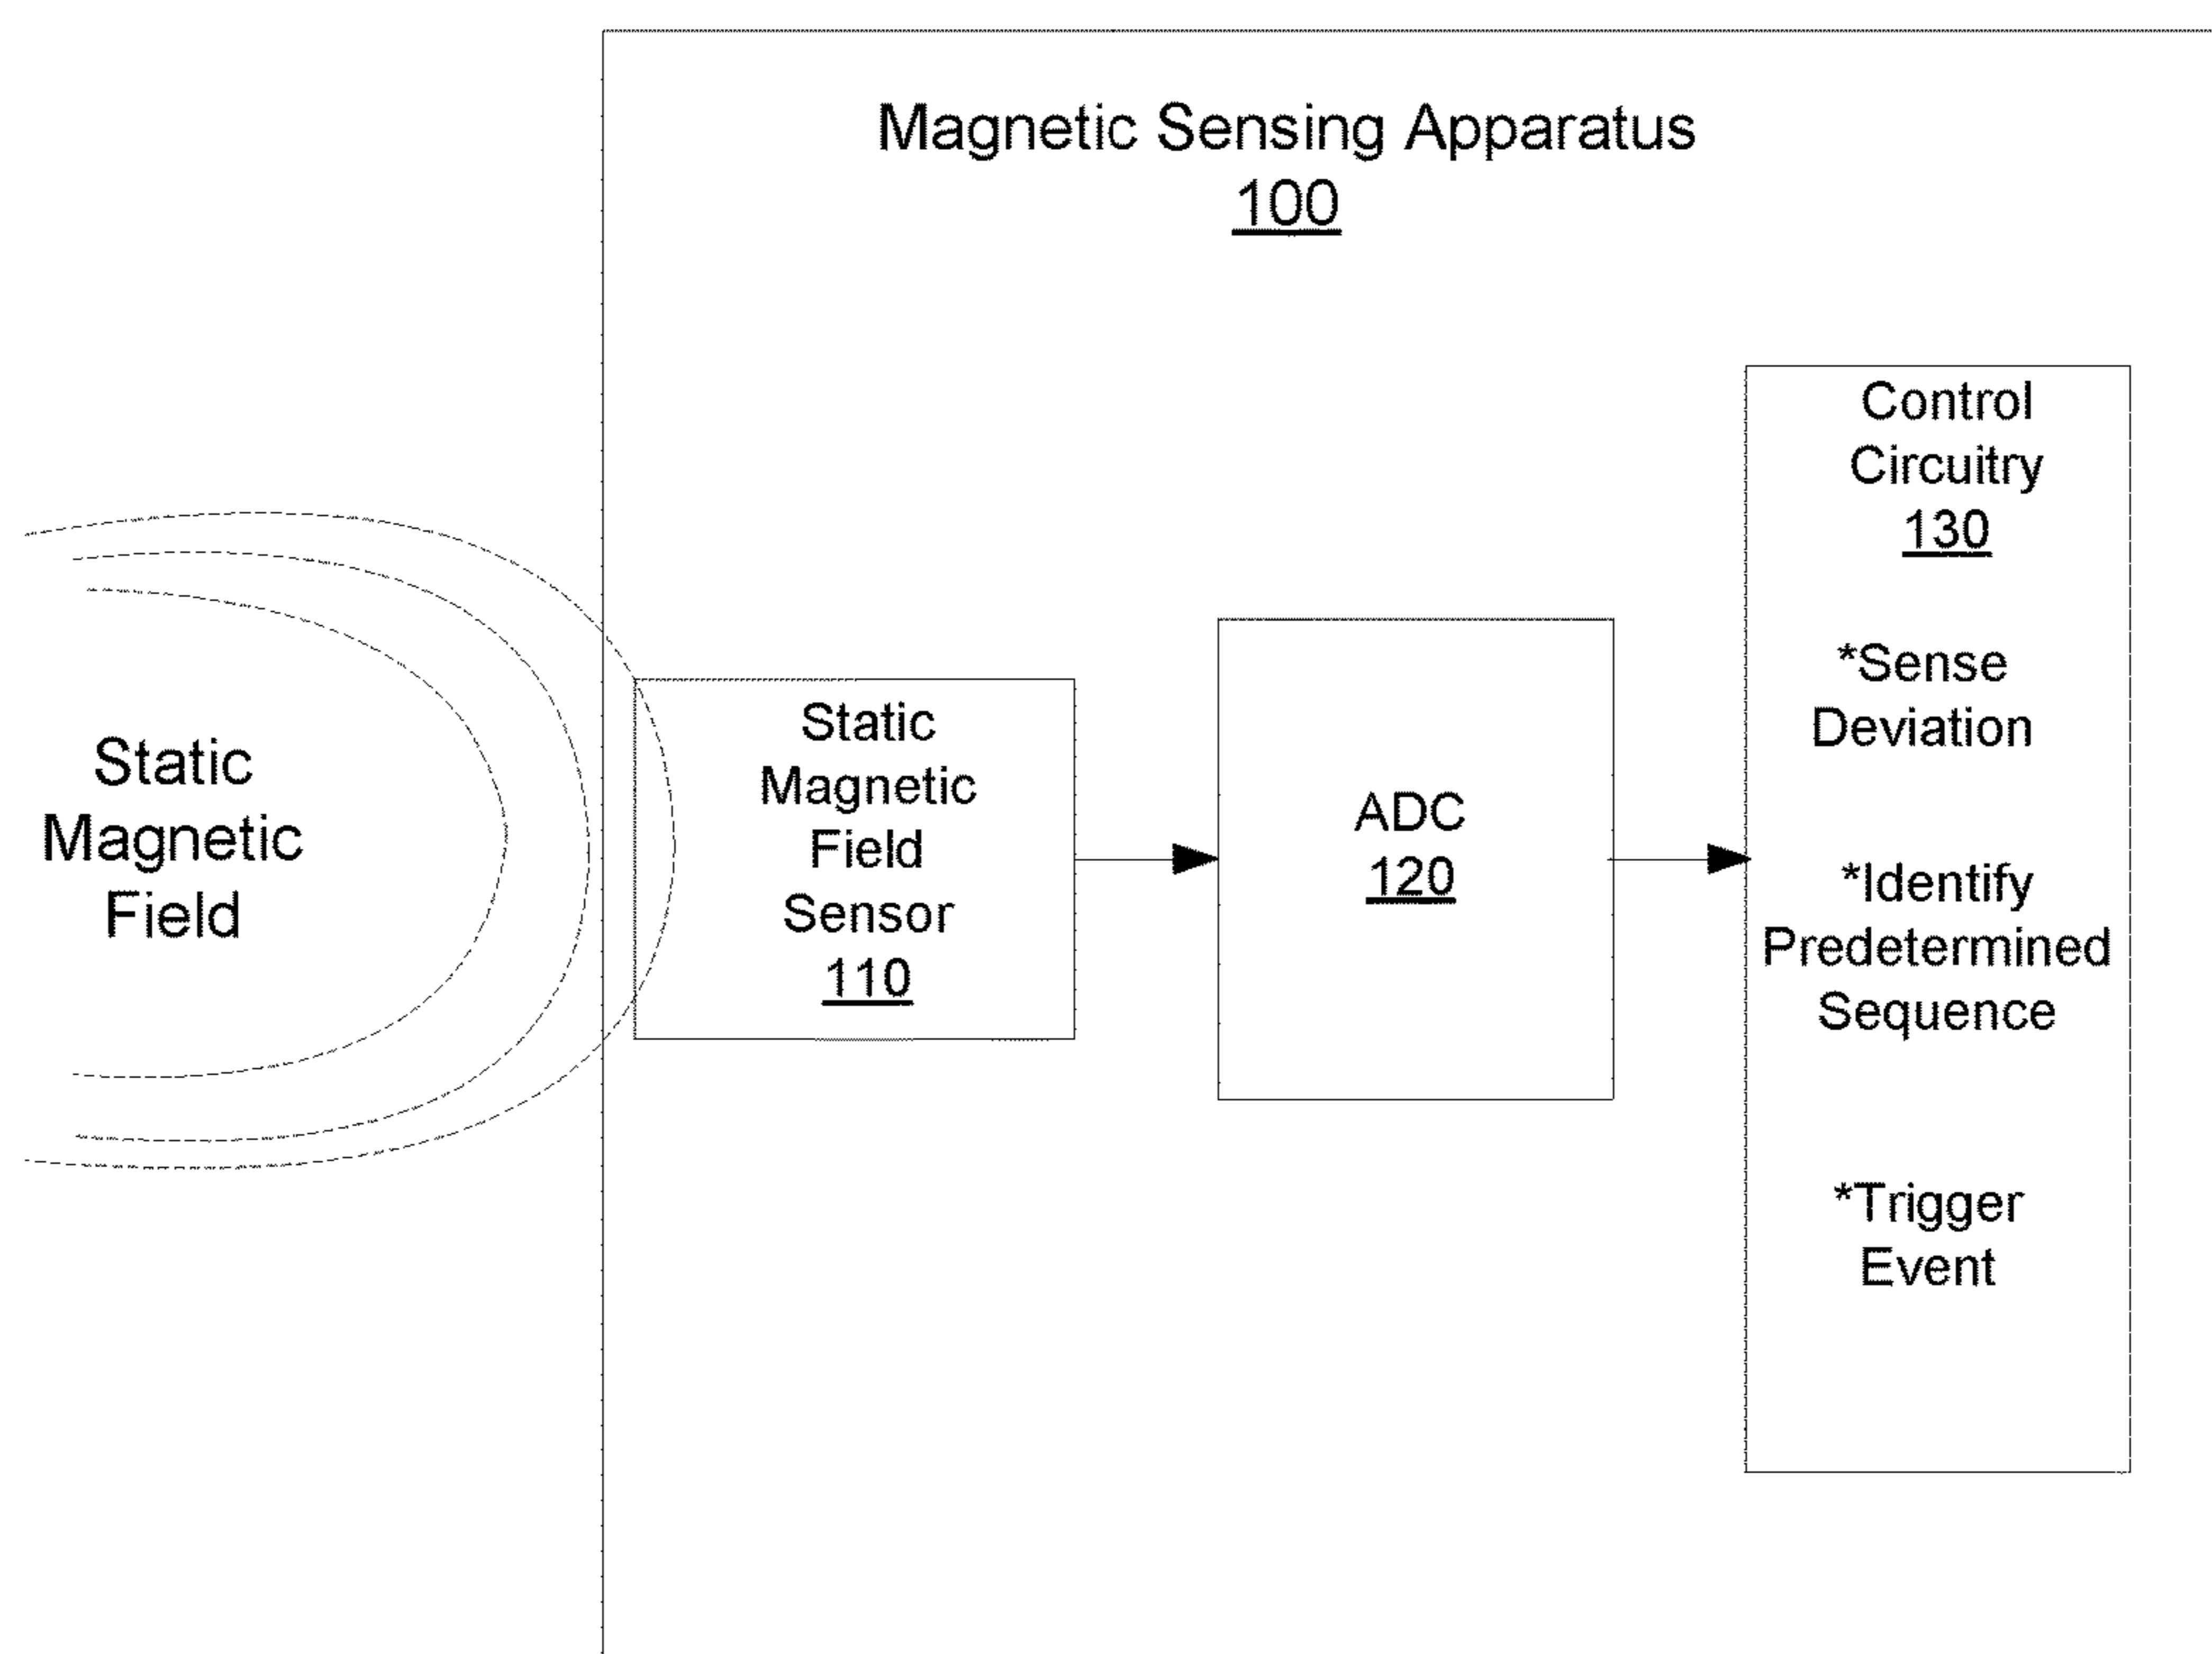 Magnetic Sensing Apparatus
100
Static
Magnetic
Field
Static
Magnetic
Field
Sensor
110
ADC
120
Control
Circuitry
130
*Sense
Deviation
*Identify
Predetermined
Sequence
*Trigger
Event